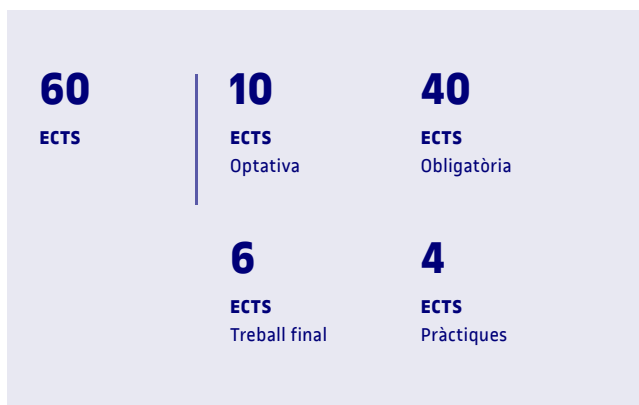 60
ECTS
10
ECTS
Optativa
40
ECTS
Obligatòria
6
ECTS
Treball final
4
ECTS
Pràctiques